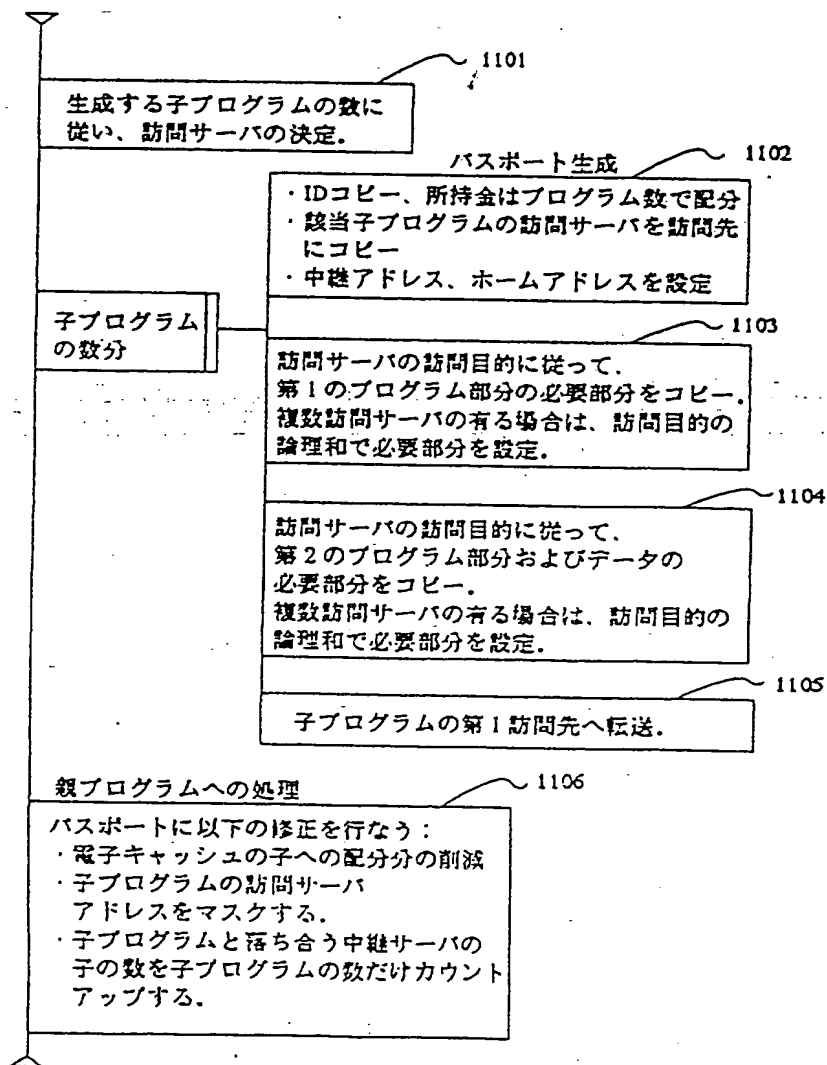 1101
生成する子プログラムの数に
従い、訪問サーバの決定.
パスポート生成
1102
・IDコピー、所持金はプログラム数で配分
・該当子プログラムの訪問サーバを訪問先
にコピー
・中継アドレス、ホームアドレスを設定
子プログラム
の数分
1103
訪問サーバの訪問目的に従って、
第1のプログラム部分の必要部分をコピー.
複数訪問サーバの有る場合は、訪問目的の
論理和で必要部分を設定.
1104
訪問サーバの訪問目的に従って、
第2のプログラム部分およびデータの
必要部分をコピー.
複数訪問サーバの有る場合は、訪問目的の
論理和で必要部分を設定.
1105
子プログラムの第1訪問先へ転送.
親プログラムへの処理
1106
パスポートに以下の修正を行なう:
・電子キャッシュの子への配分分の削減
・子プログラムの訪問サーバ
アドレスをマスクする.
・子プログラムと落ち合う中継サーバの
子の数を子プログラムの数だけカウント
アップする.